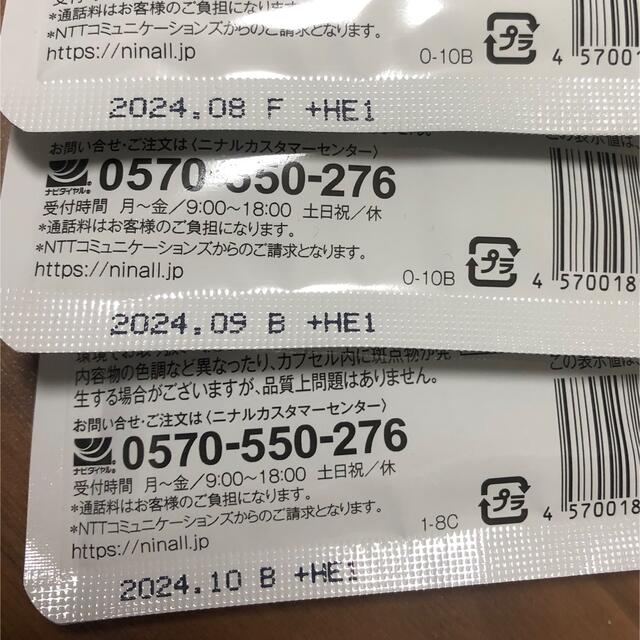 *通話料はお客様のご負担になります。
*NTTコミュニケーションズからのご請求となります。
https://ninall.jp
0-10B
プラ
4 57001
2024.08 F +HE1
お問い合せ・ご注文は〈ニナルカスタマーセンター〉
ナビダイヤル® 0570-550-276
受付時間 月〜金/9:00〜18:00 土日祝/休
*通話料はお客様のご負担になります。
*NTTコミュニケーションズからのご請求となります。
https://ninall.jp
0-10B
プラ
4 570018
2024.09 B +HE1
内容物の色調など異なったり、カプセル内に斑点物が発
生する場合がございますが、品質上問題はありません。
お問い合せ・ご注文は〈ニナルカスタマーセンター〉
ナビダイヤル® 0570-550-276
受付時間 月〜金/9:00〜18:00 土日祝/休
*通話料はお客様のご負担になります。
*NTTコミュニケーションズからのご請求となります。
https://ninall.jp
1-8C
プラ
4 570018
2024.10 B +HE1